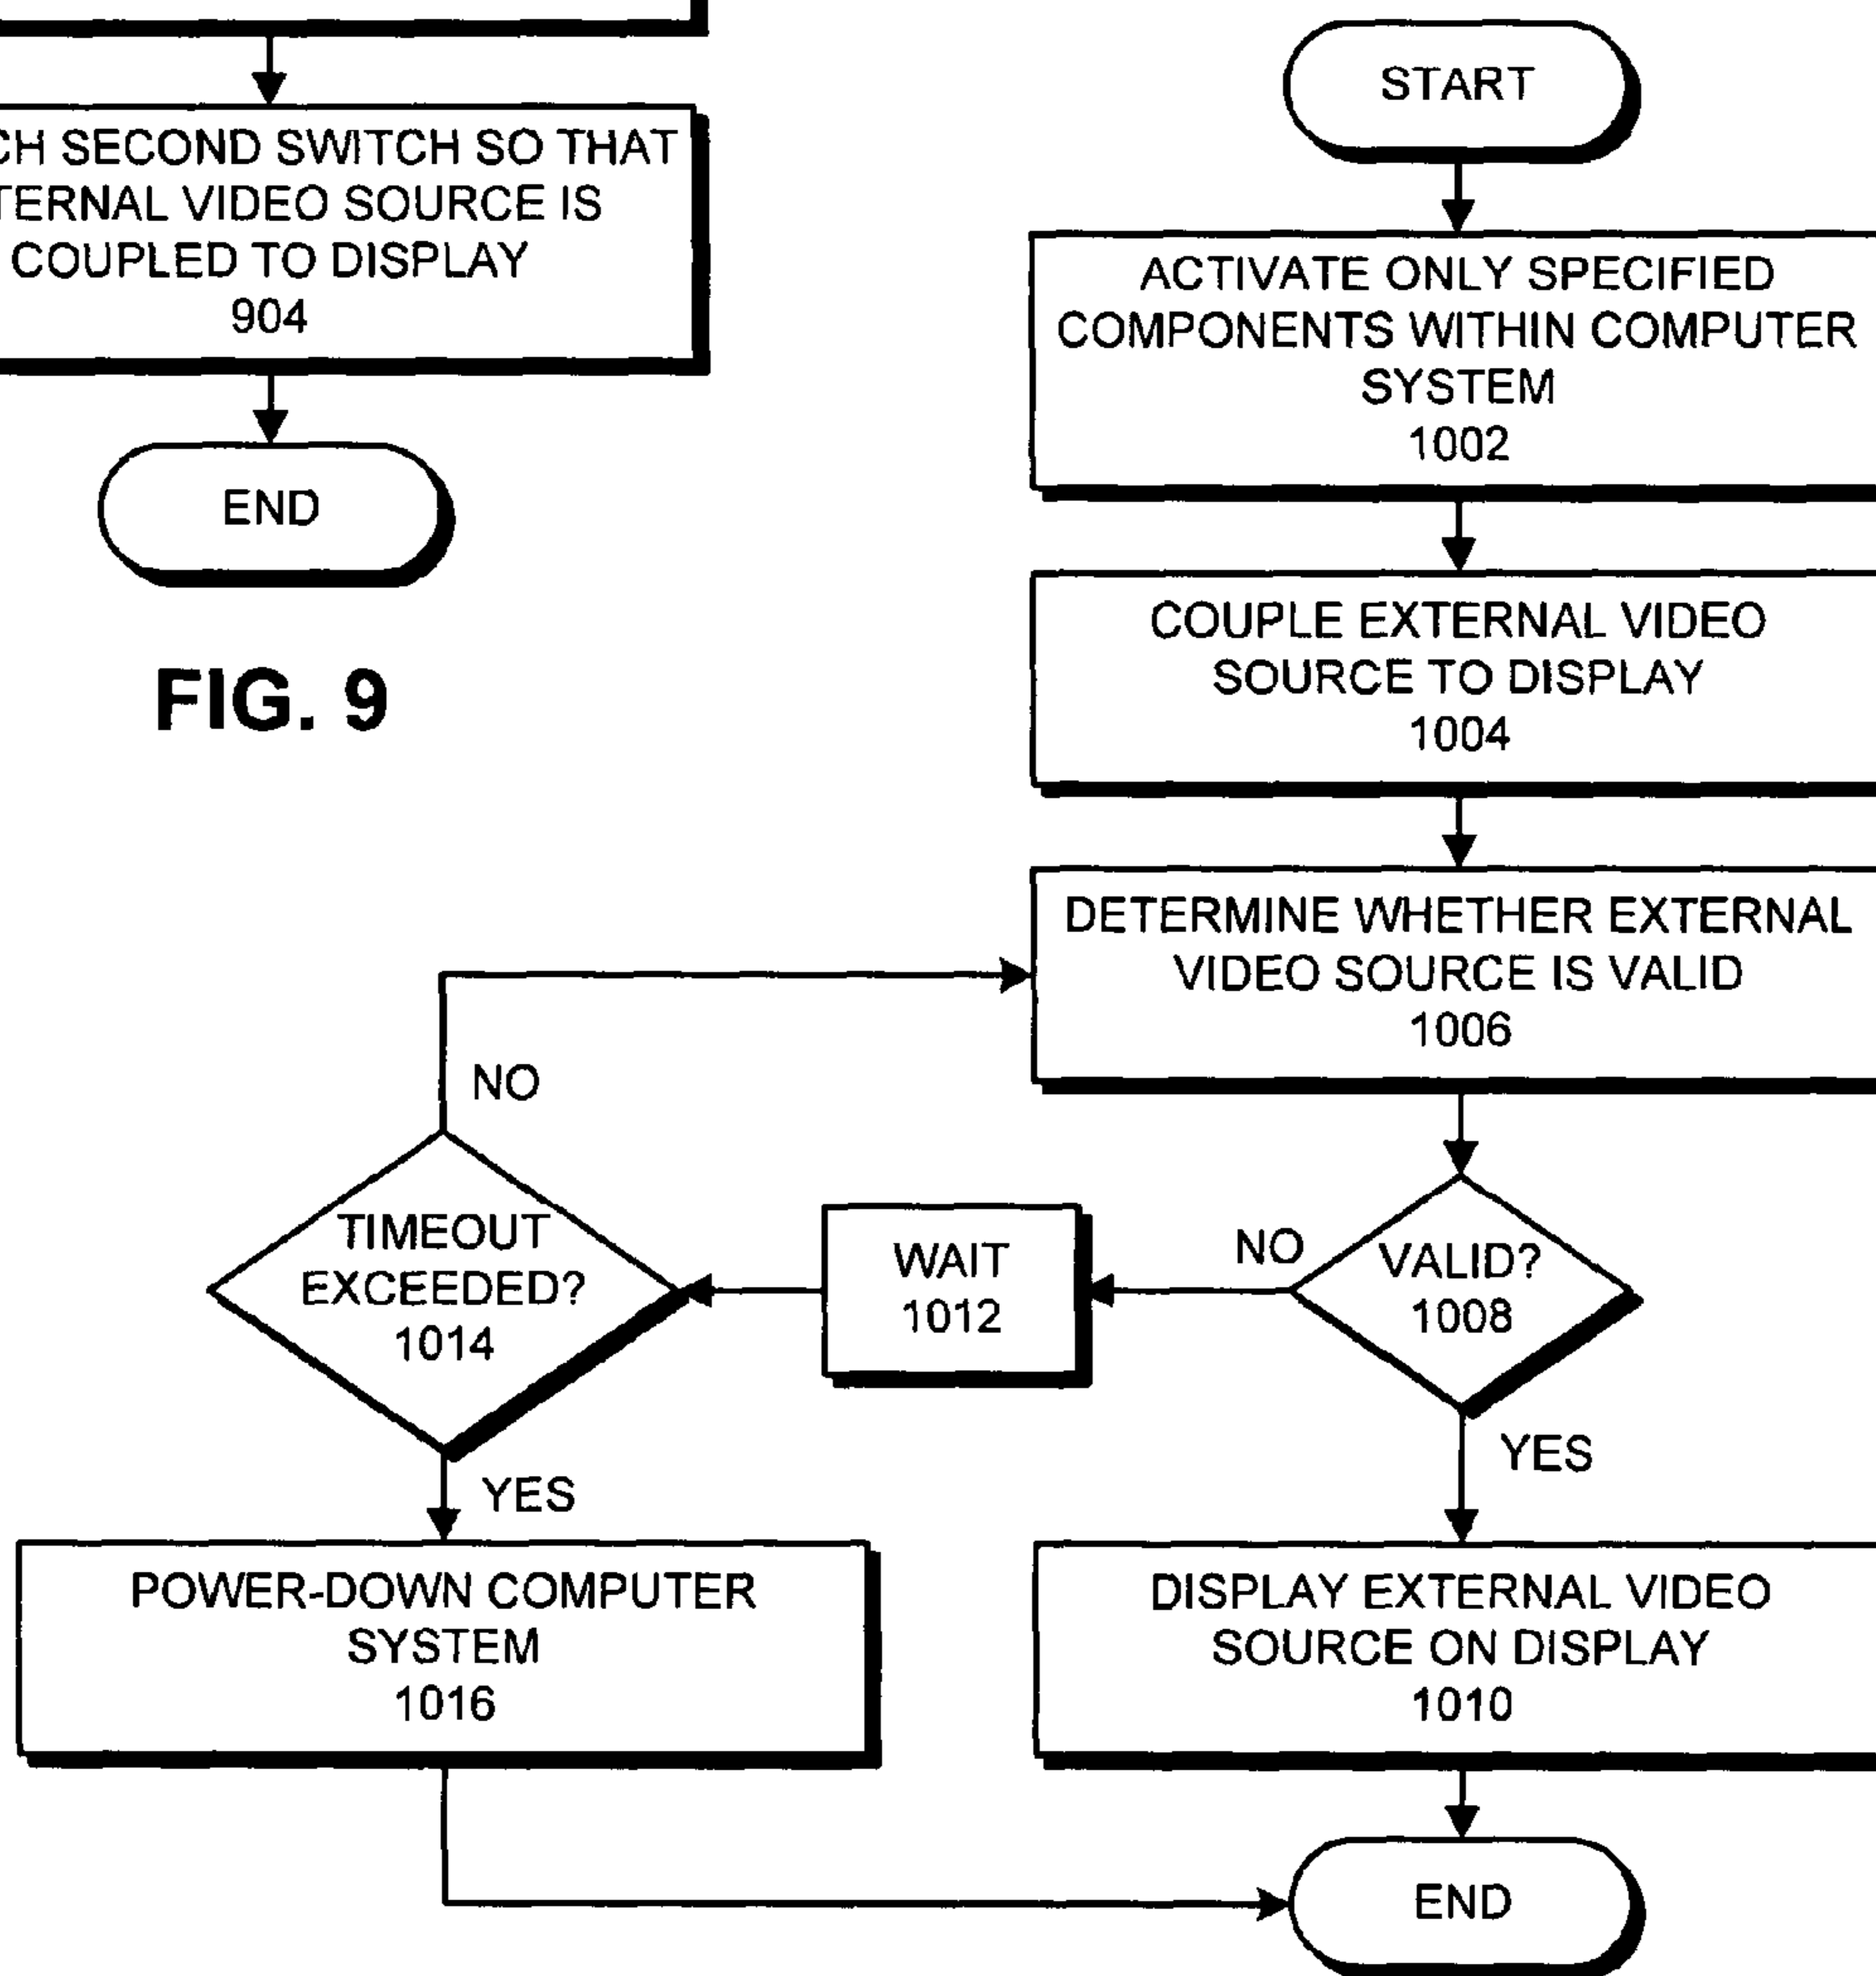 SECOND SWITCH SO THAT
VIDEO SOURCE IS
COUPLED TO DISPLAY
904
END
FIG. 9
START
ACTIVATE ONLY SPECIFIED
COMPONENTS WITHIN COMPUTER
SYSTEM
1002
COUPLE EXTERNAL VIDEO
SOURCE TO DISPLAY
1004
DETERMINE WHETHER EXTERNAL
VIDEO SOURCE IS VALID
1006
NO
TIMEOUT
EXCEEDED?
1014
WAIT
1012
NO
VALID?
1008
YES
YES
POWER-DOWN COMPUTER
SYSTEM
1016
DISPLAY EXTERNAL VIDEO
SOURCE ON DISPLAY
1010
END